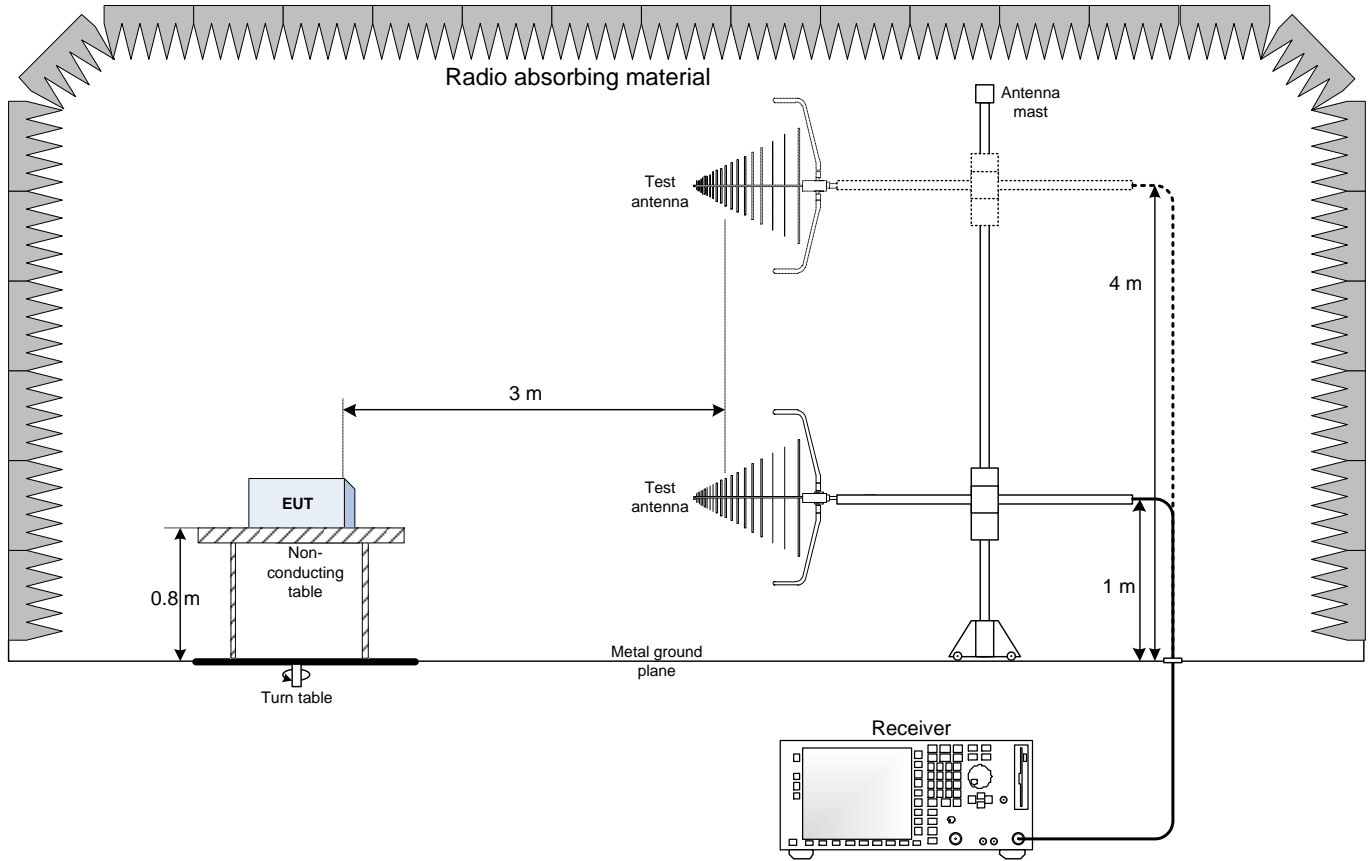 Radio absorbing material
Antenna
mast
Test
antenna
4 m
3 m
Test
antenna
EUT
Non-
conducting
table
0.8 m
1 m
Metal ground
plane
Turn table
Receiver